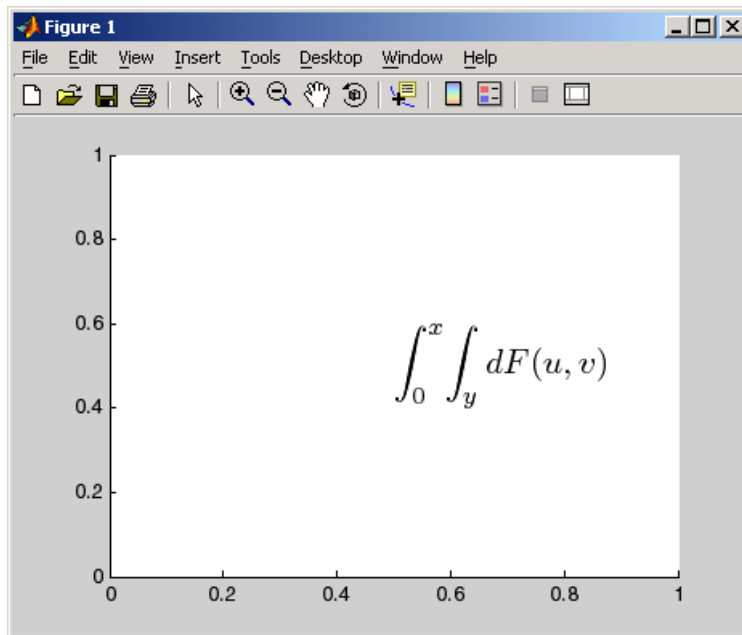 Figure 1
File Edit View Insert Tools Desktop Window Help
1
0.8
0.6
∫₀ˣ ∫_y dF(u, v)
0.4
0.2
0
0 0.2 0.4 0.6 0.8 1